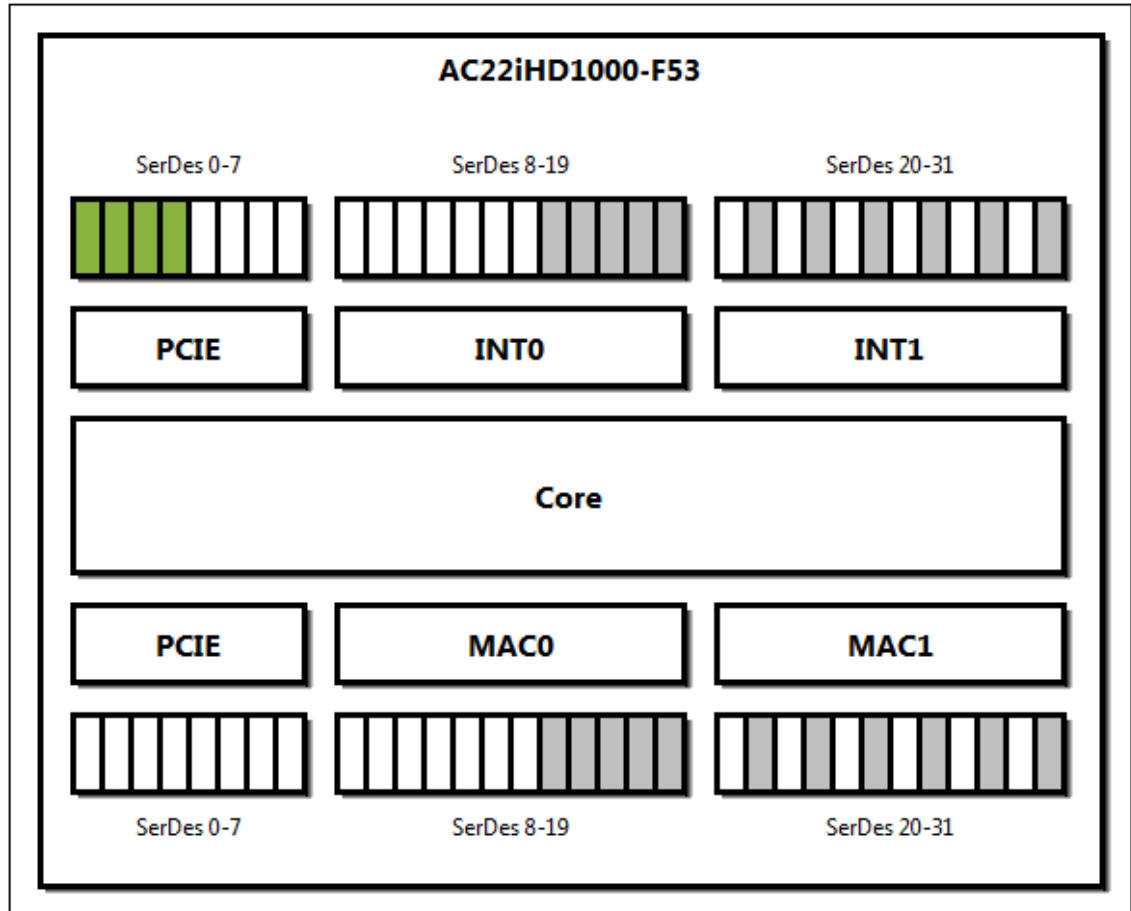 AC22iHD1000-F53
SerDes 0-7 SerDes 8-19 SerDes 20-31
PCIE INT0 INT1
Core
PCIE MAC0 MAC1
SerDes 0-7 SerDes 8-19 SerDes 20-31